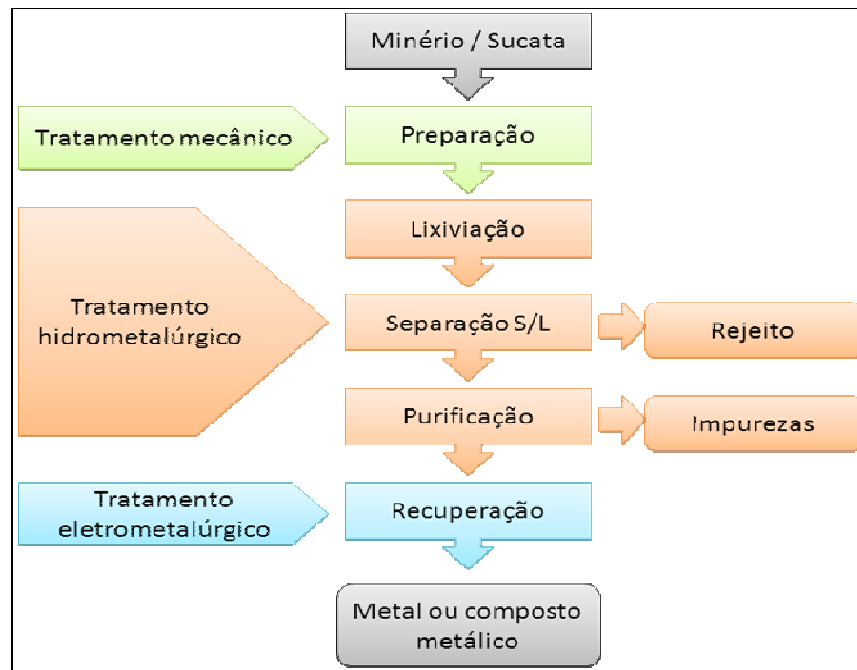 Minério / Sucata
Tratamento mecânico
Preparação
Lixiviação
Tratamento
hidrometalúrgico
Separação S/L
Rejeito
Purificação
Impurezas
Tratamento
eletrometalúrgico
Recuperação
Metal ou composto
metálico